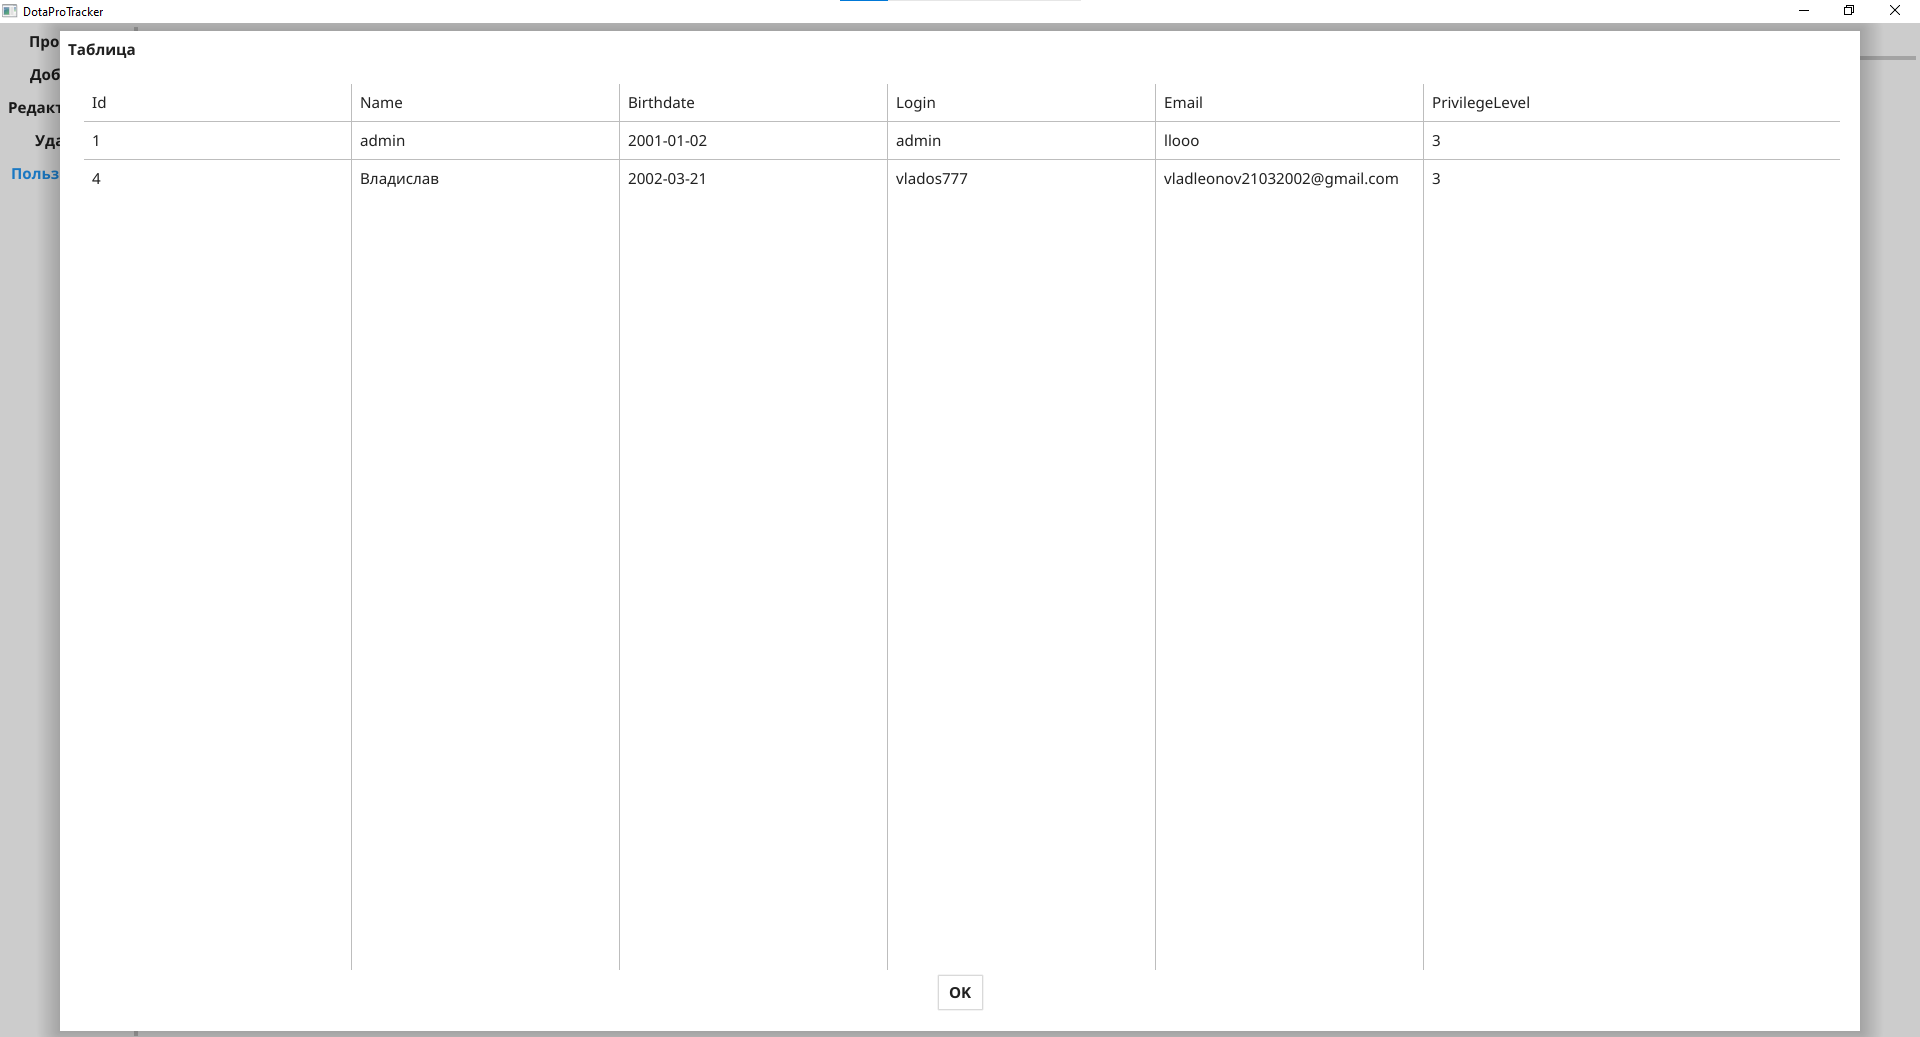 DotaProTracker
Таблица
Id Name Birthdate Login Email PrivilegeLevel
1 admin 2001-01-02 admin llooo 3
4 Владислав 2002-03-21 vlados777 vladleonov21032002@gmail.com 3
OK
Про
Доб
Редакт
Уда
Польз